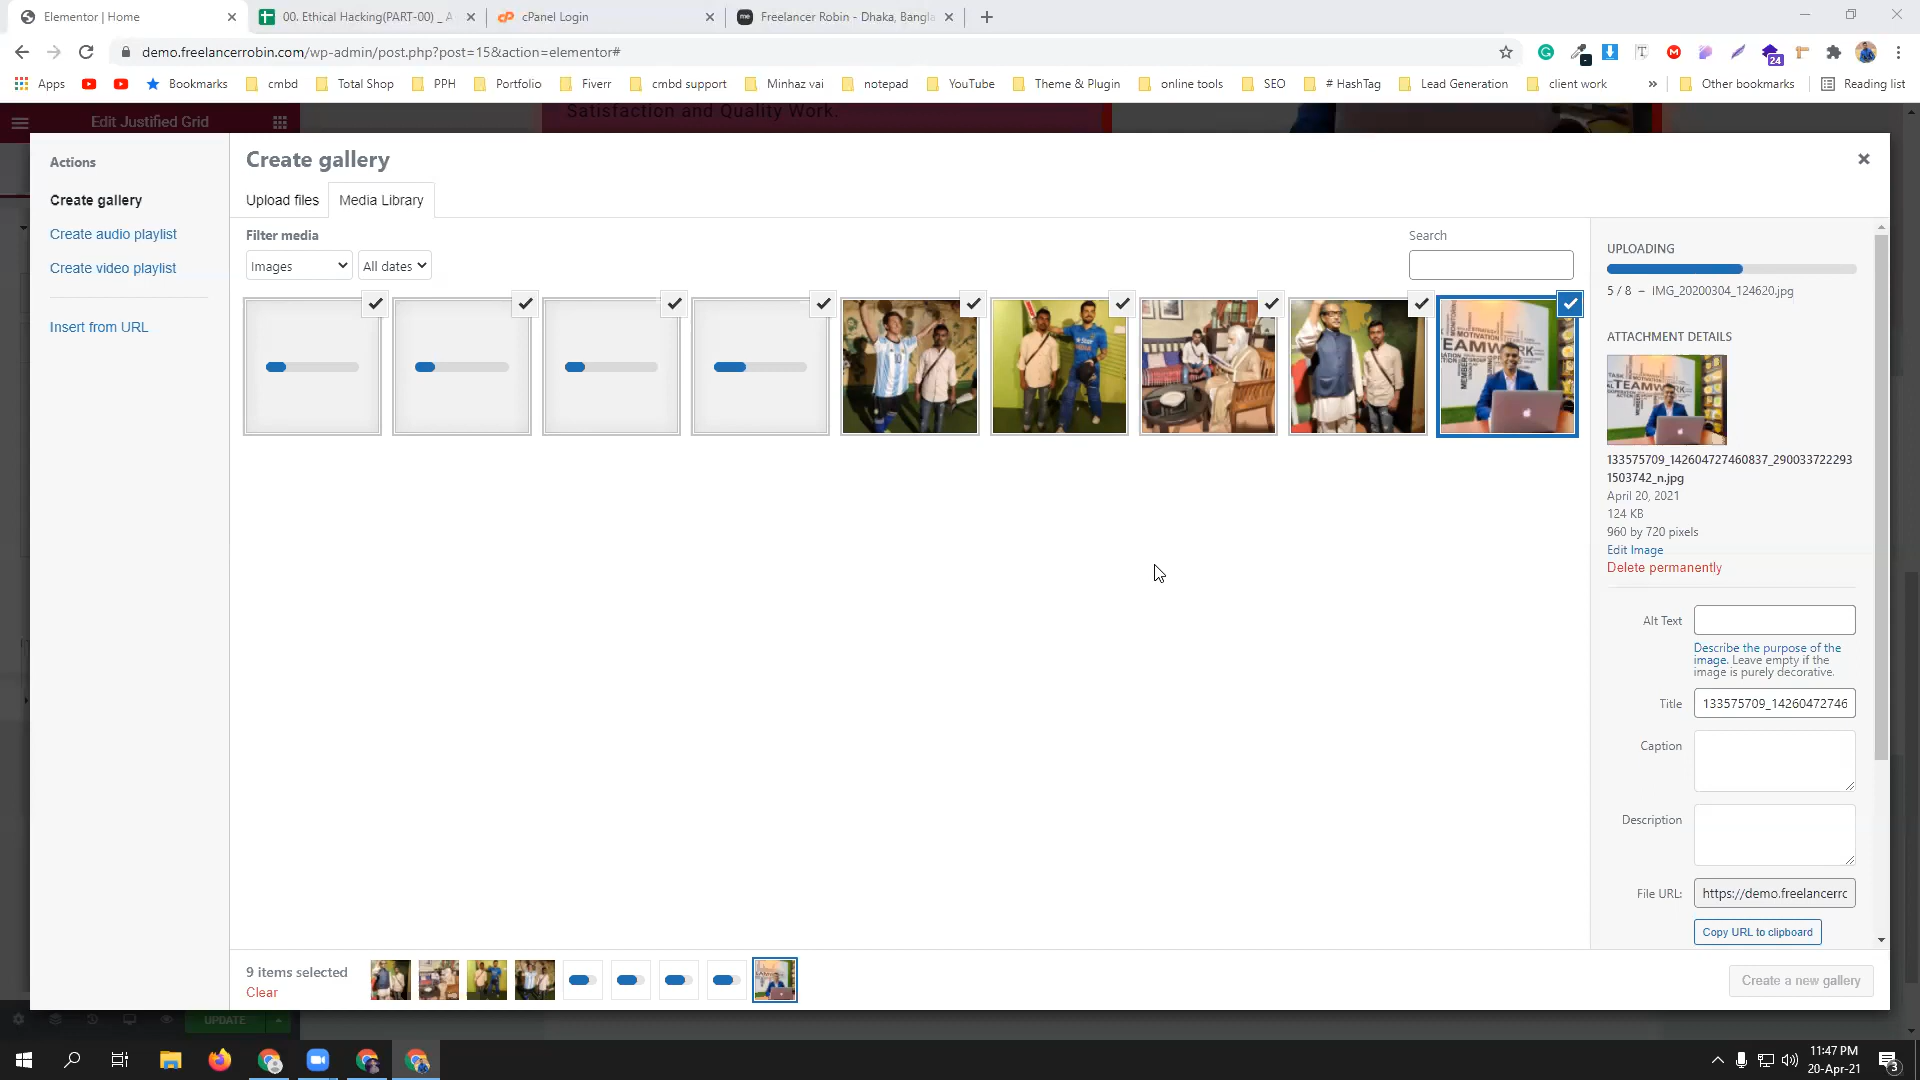 Elementor | Home
00. Ethical Hacking(PART-00) _ A
cPanel Login
me
Freelancer Robin - Dhaka, Bangla
demo.freelancerrobin.com/wp-admin/post.php?post=15&action=elementor#
24
Apps
Bookmarks
cmbd
Total Shop
PPH
Portfolio
Fiverr
cmbd support
Minhaz vai
notepad
YouTube
Theme & Plugin
online tools
SEO
# HashTag
Lead Generation
client work
»
Other bookmarks
Reading list
Edit Justified Grid
Satisfaction and Quality Work.
Actions
Create gallery
Create audio playlist
Create video playlist
Insert from URL
Create gallery
Upload files
Media Library
Filter media
Images
All dates
Search
UPLOADING
5 / 8 – IMG_20200304_124620.jpg
ATTACHMENT DETAILS
133575709_142604727460837_290033722293
1503742_n.jpg
April 20, 2021
124 KB
960 by 720 pixels
Edit Image
Delete permanently
Alt Text
Describe the purpose of the
image. Leave empty if the
image is purely decorative.
Title
133575709_14260472746
Caption
Description
File URL:
https://demo.freelancerrc
Copy URL to clipboard
9 items selected
Clear
Create a new gallery
UPDATE
11:47 PM
20-Apr-21
3